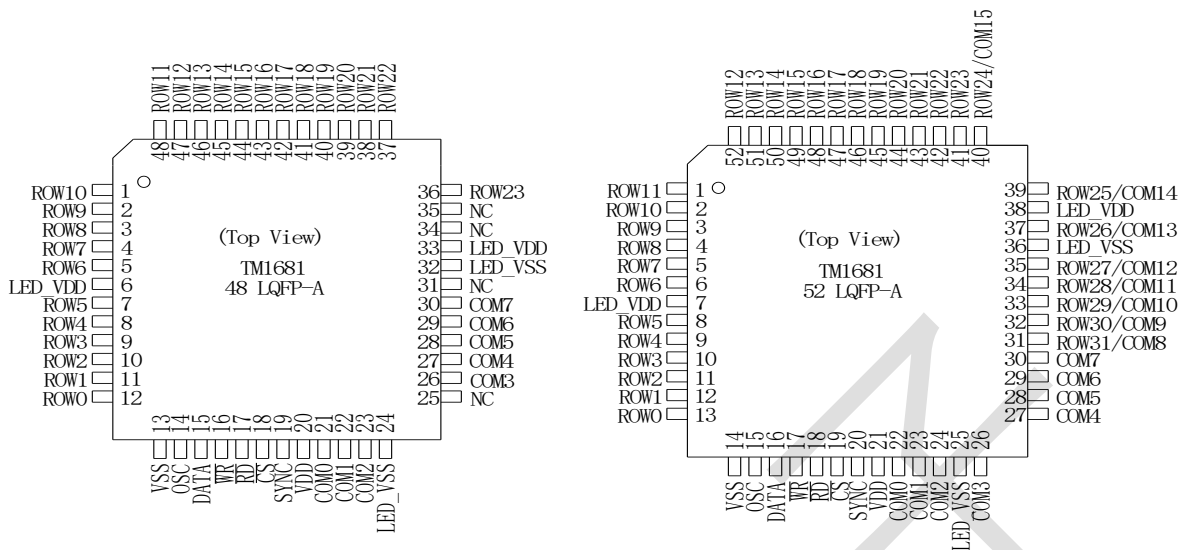 ROW11 ROW12 ROW13 ROW14 ROW15 ROW16 ROW17 ROW18 ROW19 ROW20 ROW21 ROW22
48 47 46 45 44 43 42 41 40 39 38 37
ROW10 1
ROW9 2
ROW8 3
ROW7 4
ROW6 5
LED_VDD 6
ROW5 7
ROW4 8
ROW3 9
ROW2 10
ROW1 11
ROW0 12
(Top View)
TM1681
48 LQFP-A
36 ROW23
35 NC
34 NC
33 LED_VDD
32 LED_VSS
31 NC
30 COM7
29 COM6
28 COM5
27 COM4
26 COM3
25 NC
13 14 15 16 17 18 19 20 21 22 23 24
VSS OSC DATA WR RD CS SYNC VDD COM0 COM1 COM2 LED_VSS
ROW12 ROW13 ROW14 ROW15 ROW16 ROW17 ROW18 ROW19 ROW20 ROW21 ROW22 ROW23 ROW24/COM15
52 51 50 49 48 47 46 45 44 43 42 41 40
ROW11 1
ROW10 2
ROW9 3
ROW8 4
ROW7 5
ROW6 6
LED_VDD 7
ROW5 8
ROW4 9
ROW3 10
ROW2 11
ROW1 12
ROW0 13
(Top View)
TM1681
52 LQFP-A
39 ROW25/COM14
38 LED_VDD
37 ROW26/COM13
36 LED_VSS
35 ROW27/COM12
34 ROW28/COM11
33 ROW29/COM10
32 ROW30/COM9
31 ROW31/COM8
30 COM7
29 COM6
28 COM5
27 COM4
14 15 16 17 18 19 20 21 22 23 24 25 26
VSS OSC DATA WR RD CS SYNC VDD COM0 COM1 COM2 LED_VSS COM3